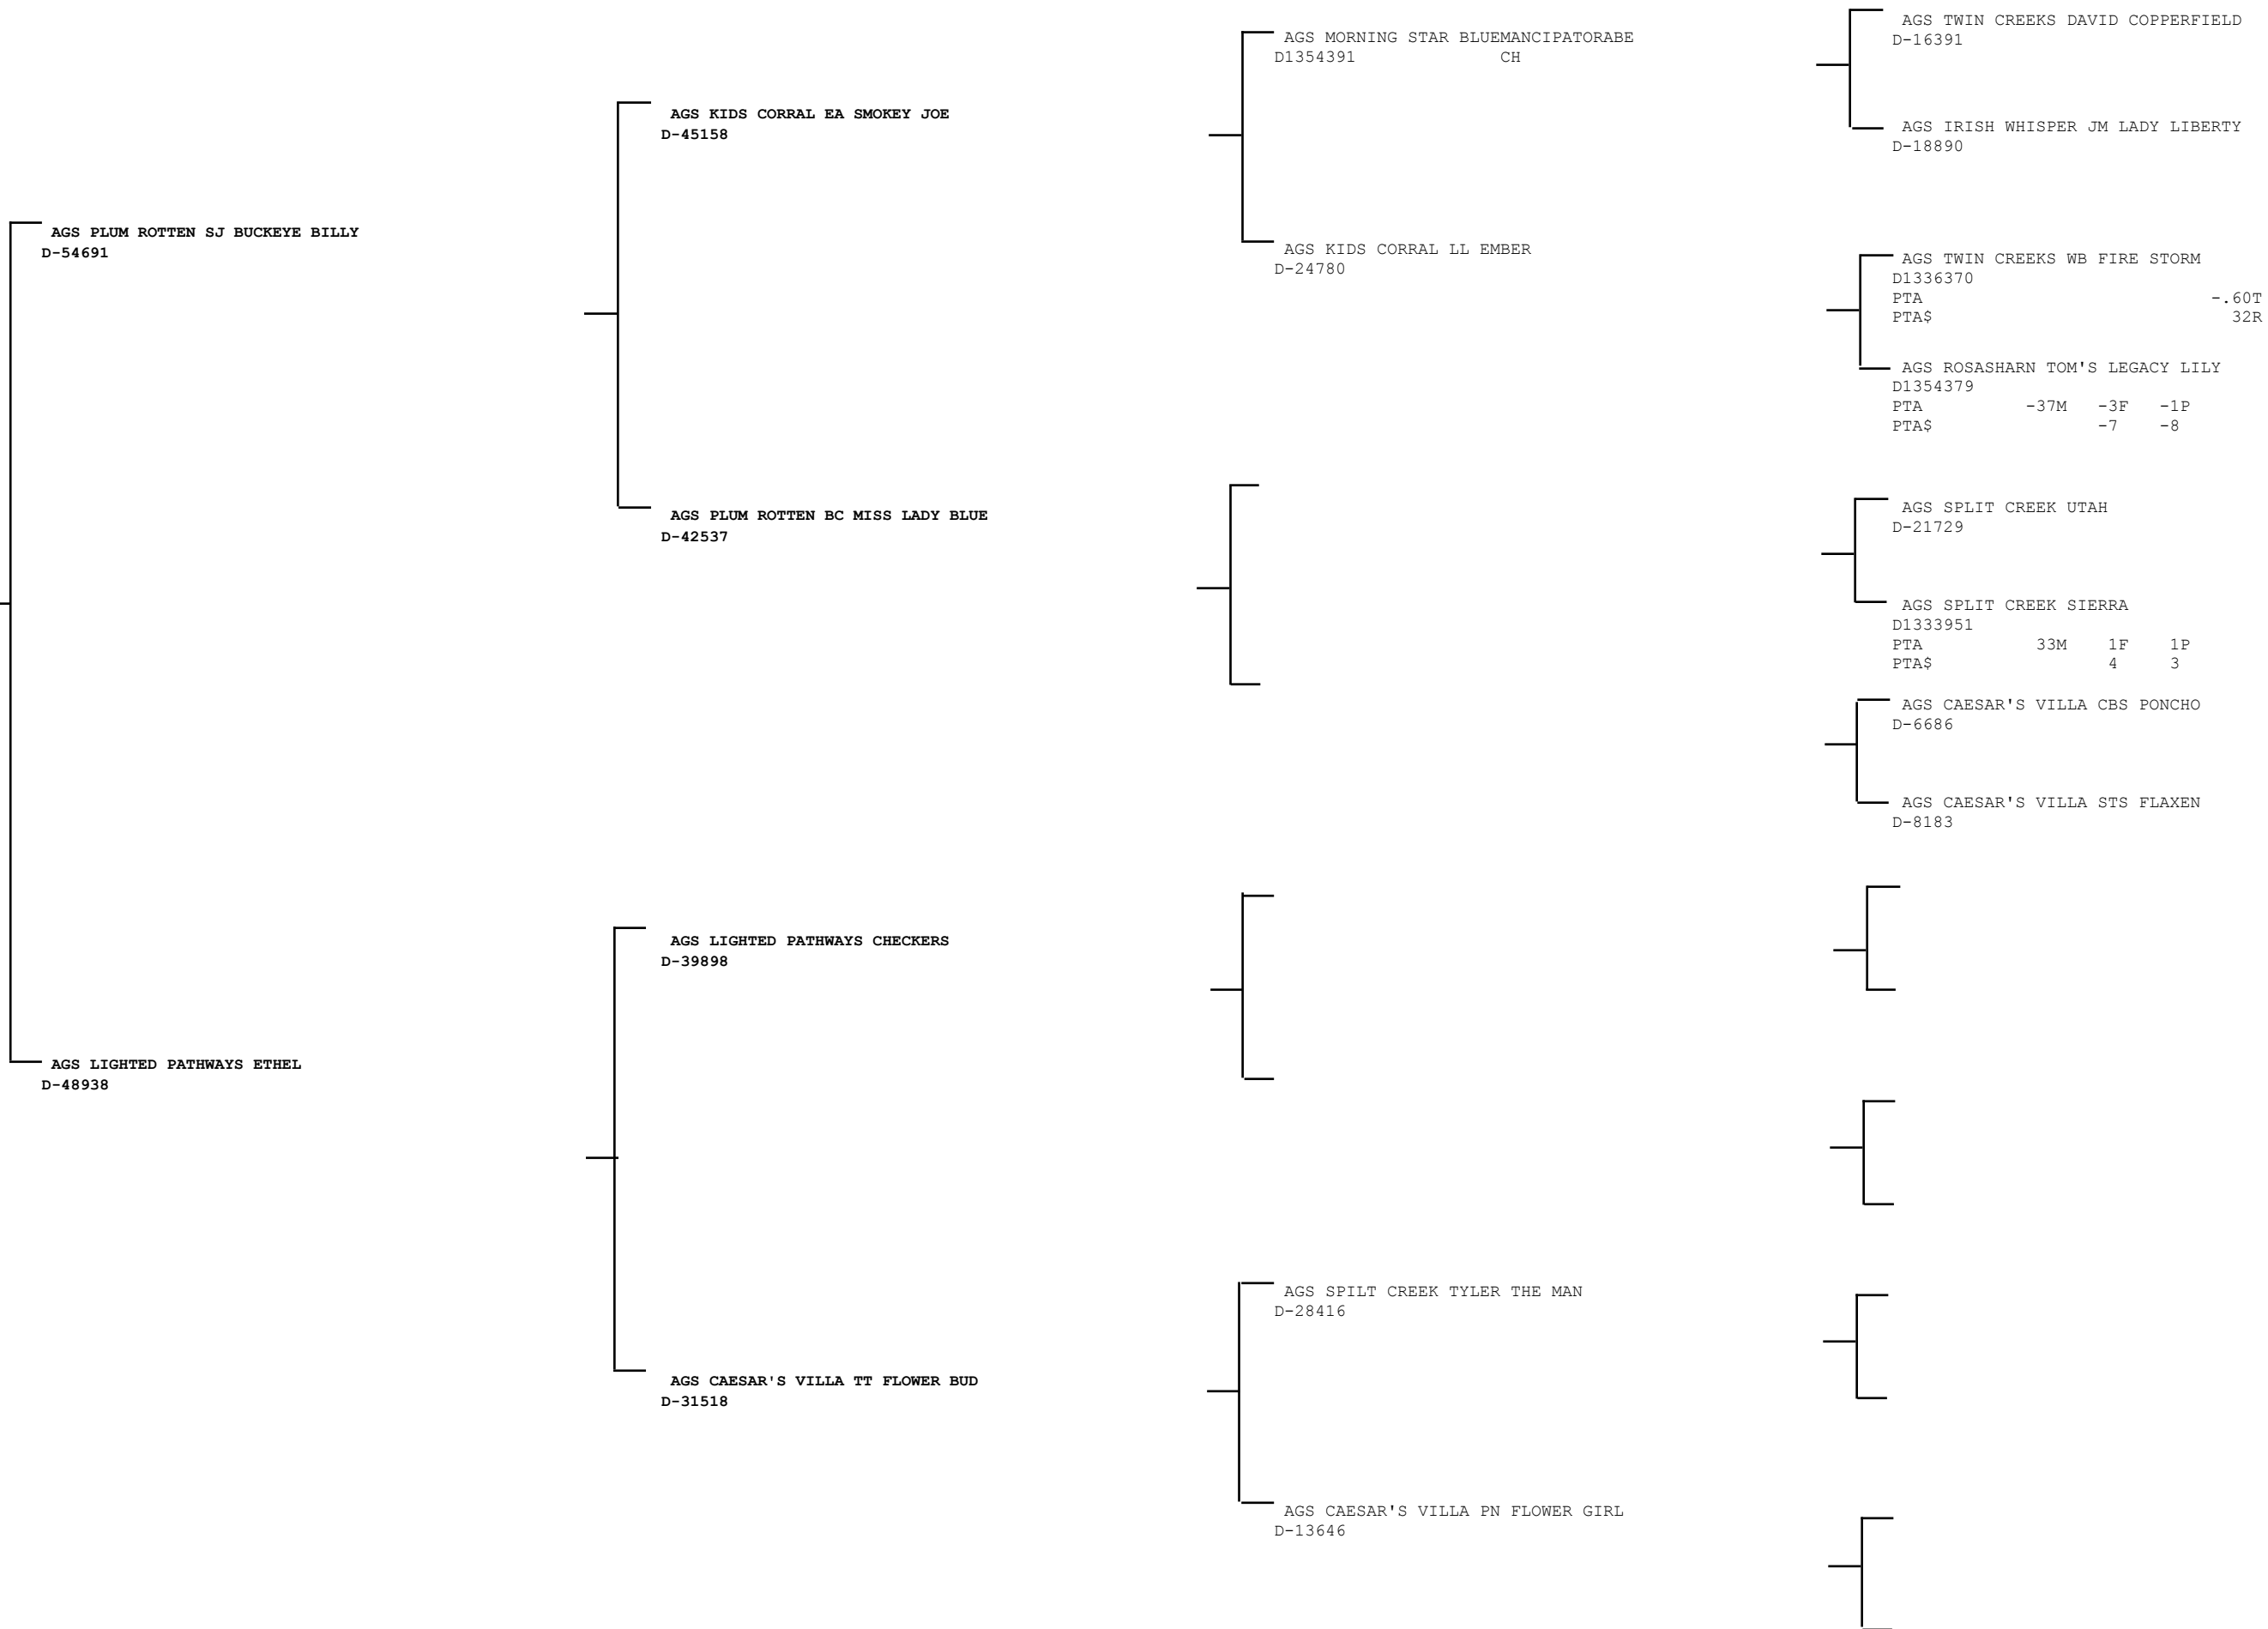 AGS PLUM ROTTEN SJ BUCKEYE BILLY
D-54691
AGS LIGHTED PATHWAYS ETHEL
D-48938
AGS KIDS CORRAL EA SMOKEY JOE
D-45158
AGS PLUM ROTTEN BC MISS LADY BLUE
D-42537
AGS LIGHTED PATHWAYS CHECKERS
D-39898
AGS CAESAR'S VILLA TT FLOWER BUD
D-31518
AGS MORNING STAR BLUEMANCIPATORABE
D1354391 CH
AGS KIDS CORRAL LL EMBER
D-24780
AGS SPILT CREEK TYLER THE MAN
D-28416
AGS CAESAR'S VILLA PN FLOWER GIRL
D-13646
AGS TWIN CREEKS DAVID COPPERFIELD
D-16391
AGS IRISH WHISPER JM LADY LIBERTY
D-18890
AGS TWIN CREEKS WB FIRE STORM
D1336370
PTA -.60T
PTA$ 32R
AGS ROSASHARN TOM'S LEGACY LILY
D1354379
PTA -37M -3F -1P
PTA$ -7 -8
AGS SPLIT CREEK UTAH
D-21729
AGS SPLIT CREEK SIERRA
D1333951
PTA 33M 1F 1P
PTA$ 4 3
AGS CAESAR'S VILLA CBS PONCHO
D-6686
AGS CAESAR'S VILLA STS FLAXEN
D-8183